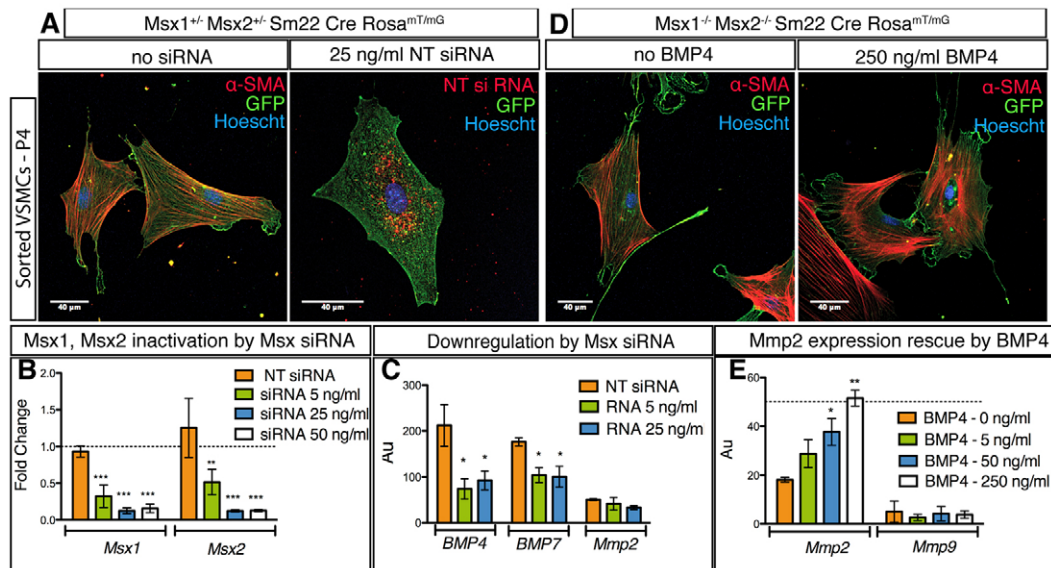 A
Msx1+/- Msx2+/- Sm22 Cre RosamT/mG
no siRNA
25 ng/ml NT siRNA
Sorted VSMCs - P4
α-SMA
GFP
Hoescht
40 µm
NT si RNA
GFP
Hoescht
40 µm
D
Msx1-/- Msx2-/- Sm22 Cre RosamT/mG
no BMP4
250 ng/ml BMP4
α-SMA
GFP
Hoescht
40 µm
α-SMA
GFP
Hoescht
40 µm
Msx1, Msx2 inactivation by Msx siRNA
B
Fold Change
2.0
1.5
1.0
0.5
0.0
NT siRNA
siRNA 5 ng/ml
siRNA 25 ng/ml
siRNA 50 ng/ml
*** *** *** ** *** ***
Msx1 Msx2
Downregulation by Msx siRNA
C
Au
300
200
100
0
NT siRNA
RNA 5 ng/ml
RNA 25 ng/m
* * * *
BMP4 BMP7 Mmp2
Mmp2 expression rescue by BMP4
E
Au
60
40
20
0
* **
BMP4 - 0 ng/ml
BMP4 - 5 ng/ml
BMP4 - 50 ng/ml
BMP4 - 250 ng/ml
Mmp2 Mmp9